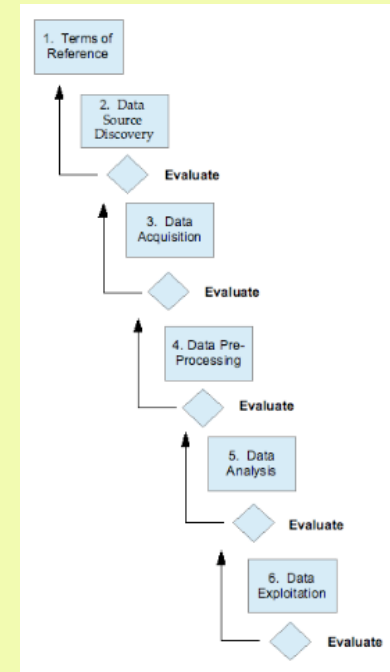 1. Terms of
Reference
2. Data
Source
Discovery
Evaluate
3. Data
Acquisition
Evaluate
4. Data Pre-
Processing
Evaluate
5. Data
Analysis
Evaluate
6. Data
Exploitation
Evaluate